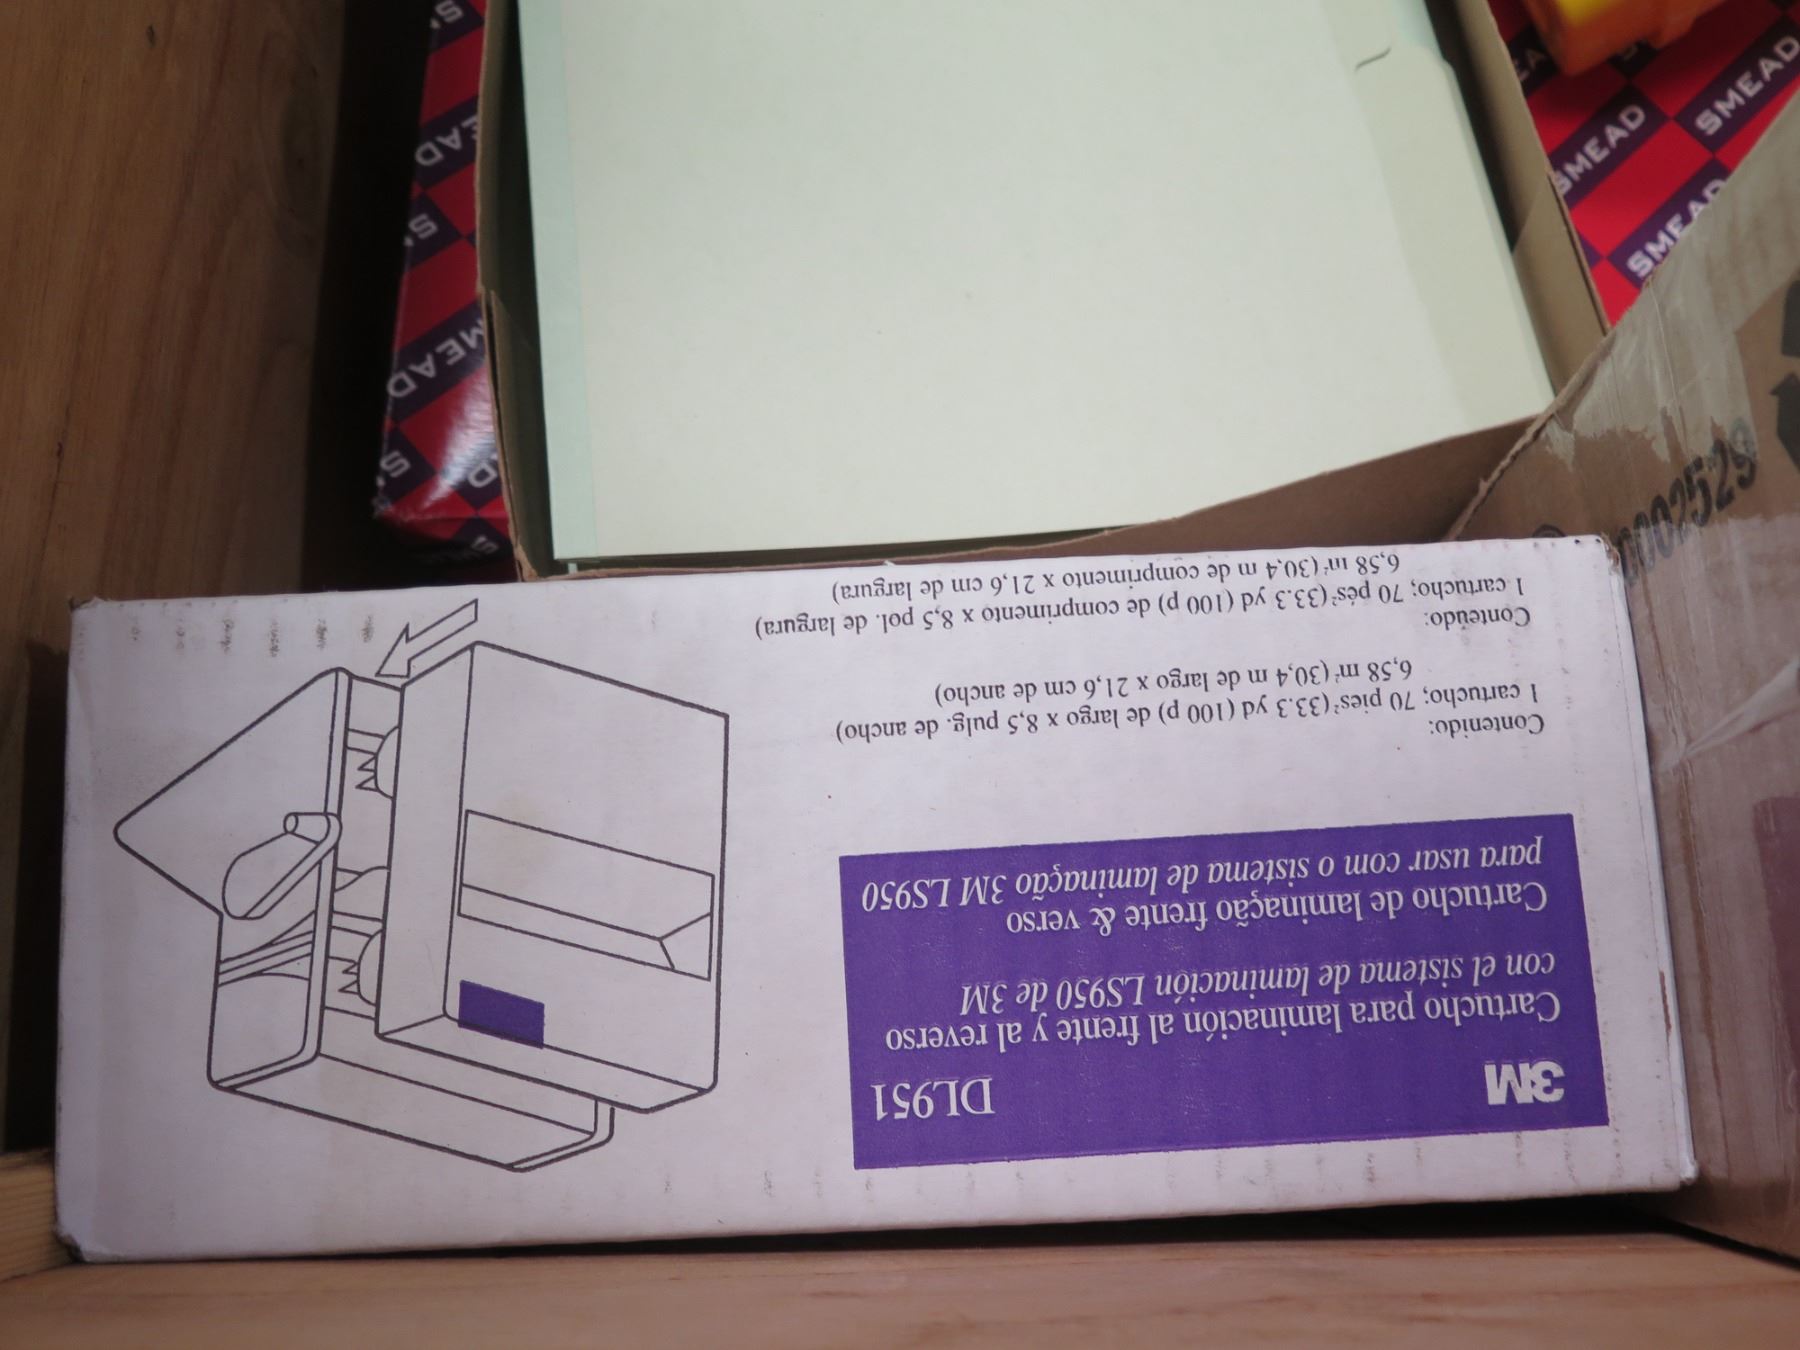 3M DL951
Cartucho para laminación al frente y al reverso
con el sistema de laminación LS950 de 3M
Cartucho de laminação frente & verso
para usar com o sistema de laminação 3M LS950
Contenido:
1 cartucho; 70 pies² (33.3 yd (100 p) de largo x 8,5 pulg. de ancho)
6,58 m² (30,4 m de largo x 21,6 cm de ancho)
Conteúdo:
1 cartucho; 70 pés² (33.3 yd (100 p) de comprimento x 8,5 pol. de largura)
6,58 m² (30,4 m de comprimento x 21,6 cm de largura)
SMEAD
SMEAD
SMEAD
SMEAD
0002529